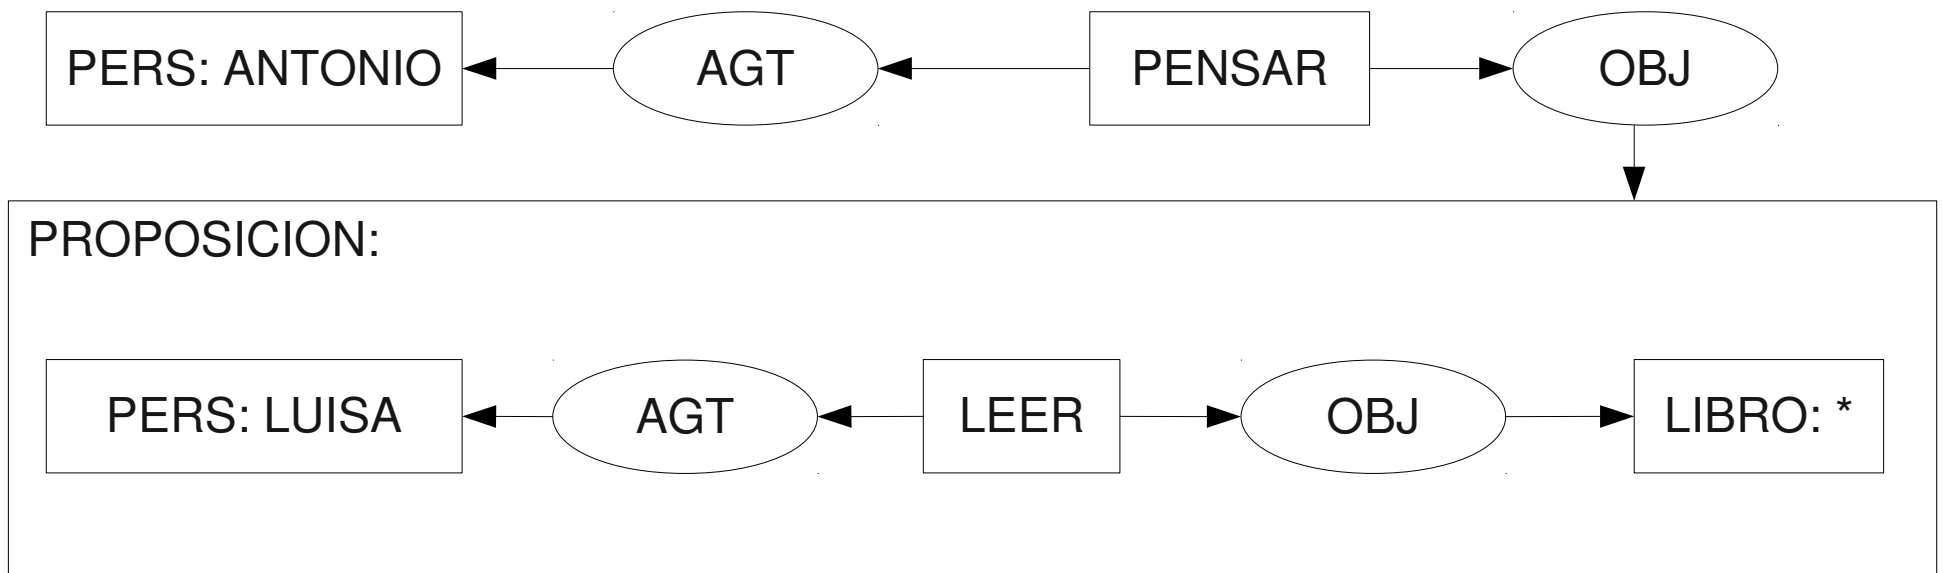 PERS: ANTONIO AGT PENSAR OBJ
PROPOSICION:
PERS: LUISA AGT LEER OBJ LIBRO: *